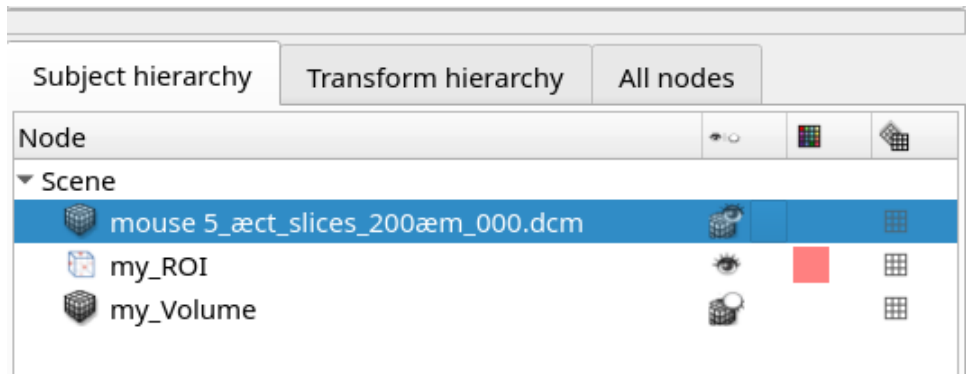 Subject hierarchy Transform hierarchy All nodes
Node
Scene
mouse 5_æct_slices_200æm_000.dcm
my_ROI
my_Volume